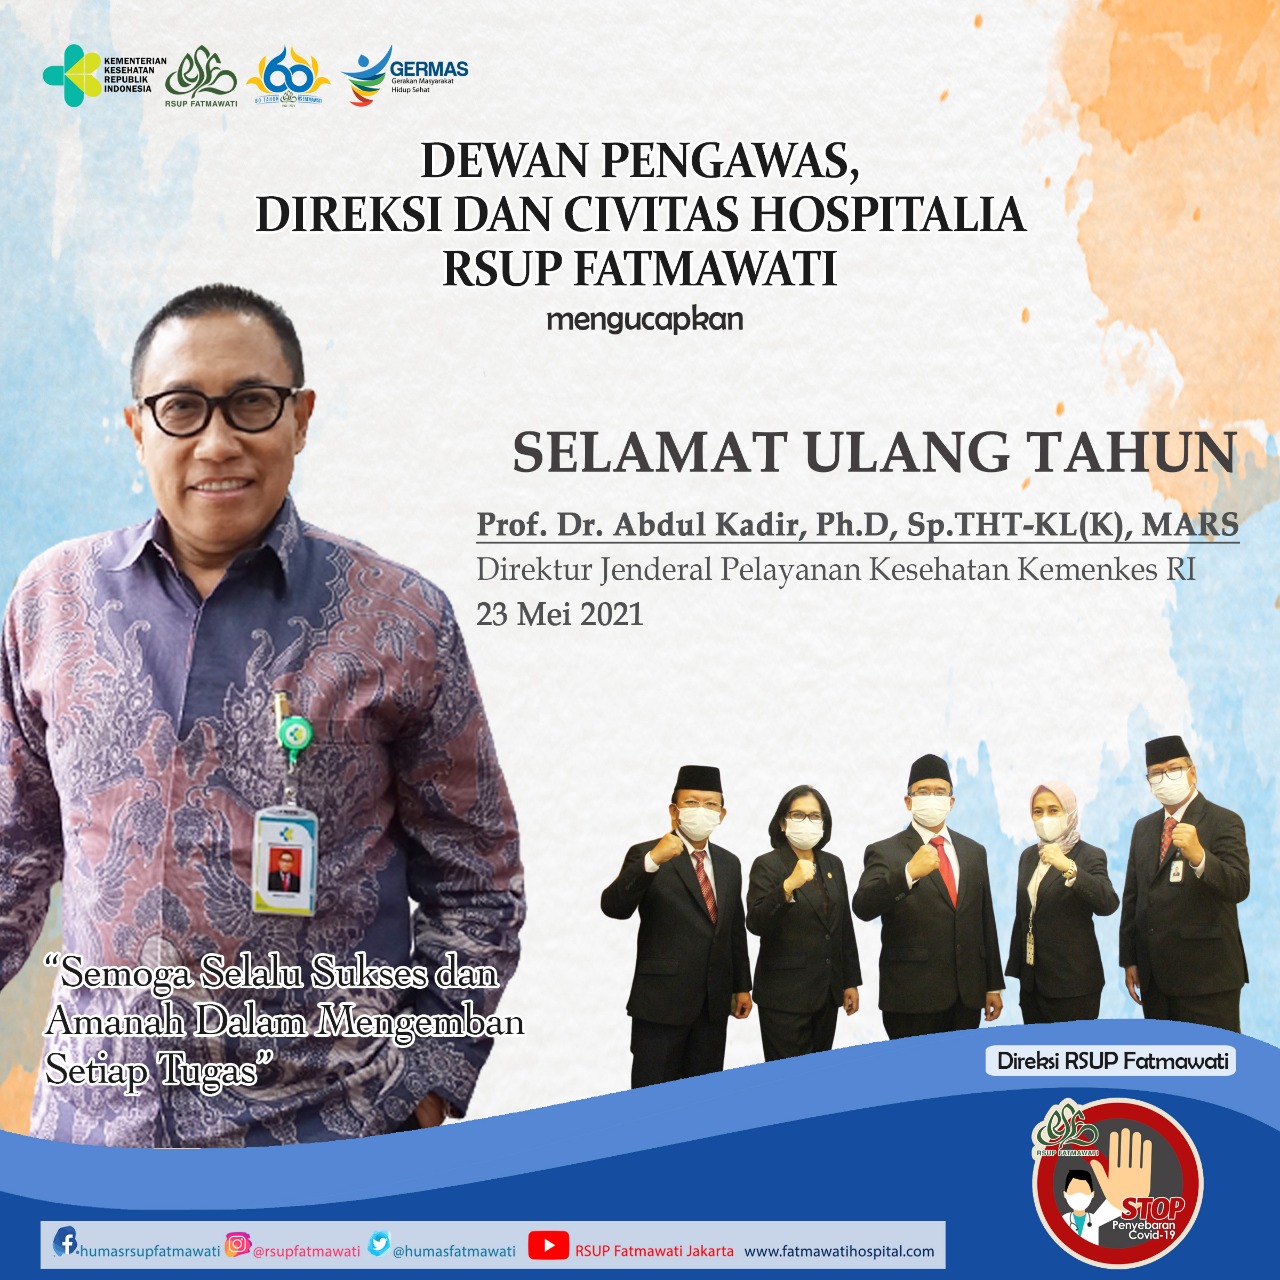 KEMENTERIAN
KESEHATAN
REPUBLIK
INDONESIA
RSUP FATMAWATI
60
GERMAS
Gerakan Masyarakat
Hidup Sehat
DEWAN PENGAWAS,
DIREKSI DAN CIVITAS HOSPITALIA
RSUP FATMAWATI
mengucapkan
SELAMAT ULANG TAHUN
Prof. Dr. Abdul Kadir, Ph.D, Sp.THT-KL(K), MARS
Direktur Jenderal Pelayanan Kesehatan Kemenkes RI
23 Mei 2021
“Semoga Selalu Sukses dan
Amanah Dalam Mengemban
Setiap Tugas”
Direksi RSUP Fatmawati
RSUP FATMAWATI
STOP
Penyebaran
Covid-19
humasrsupfatmawati @rsupfatmawati @humasfatmawati RSUP Fatmawati Jakarta www.fatmawatihospital.com